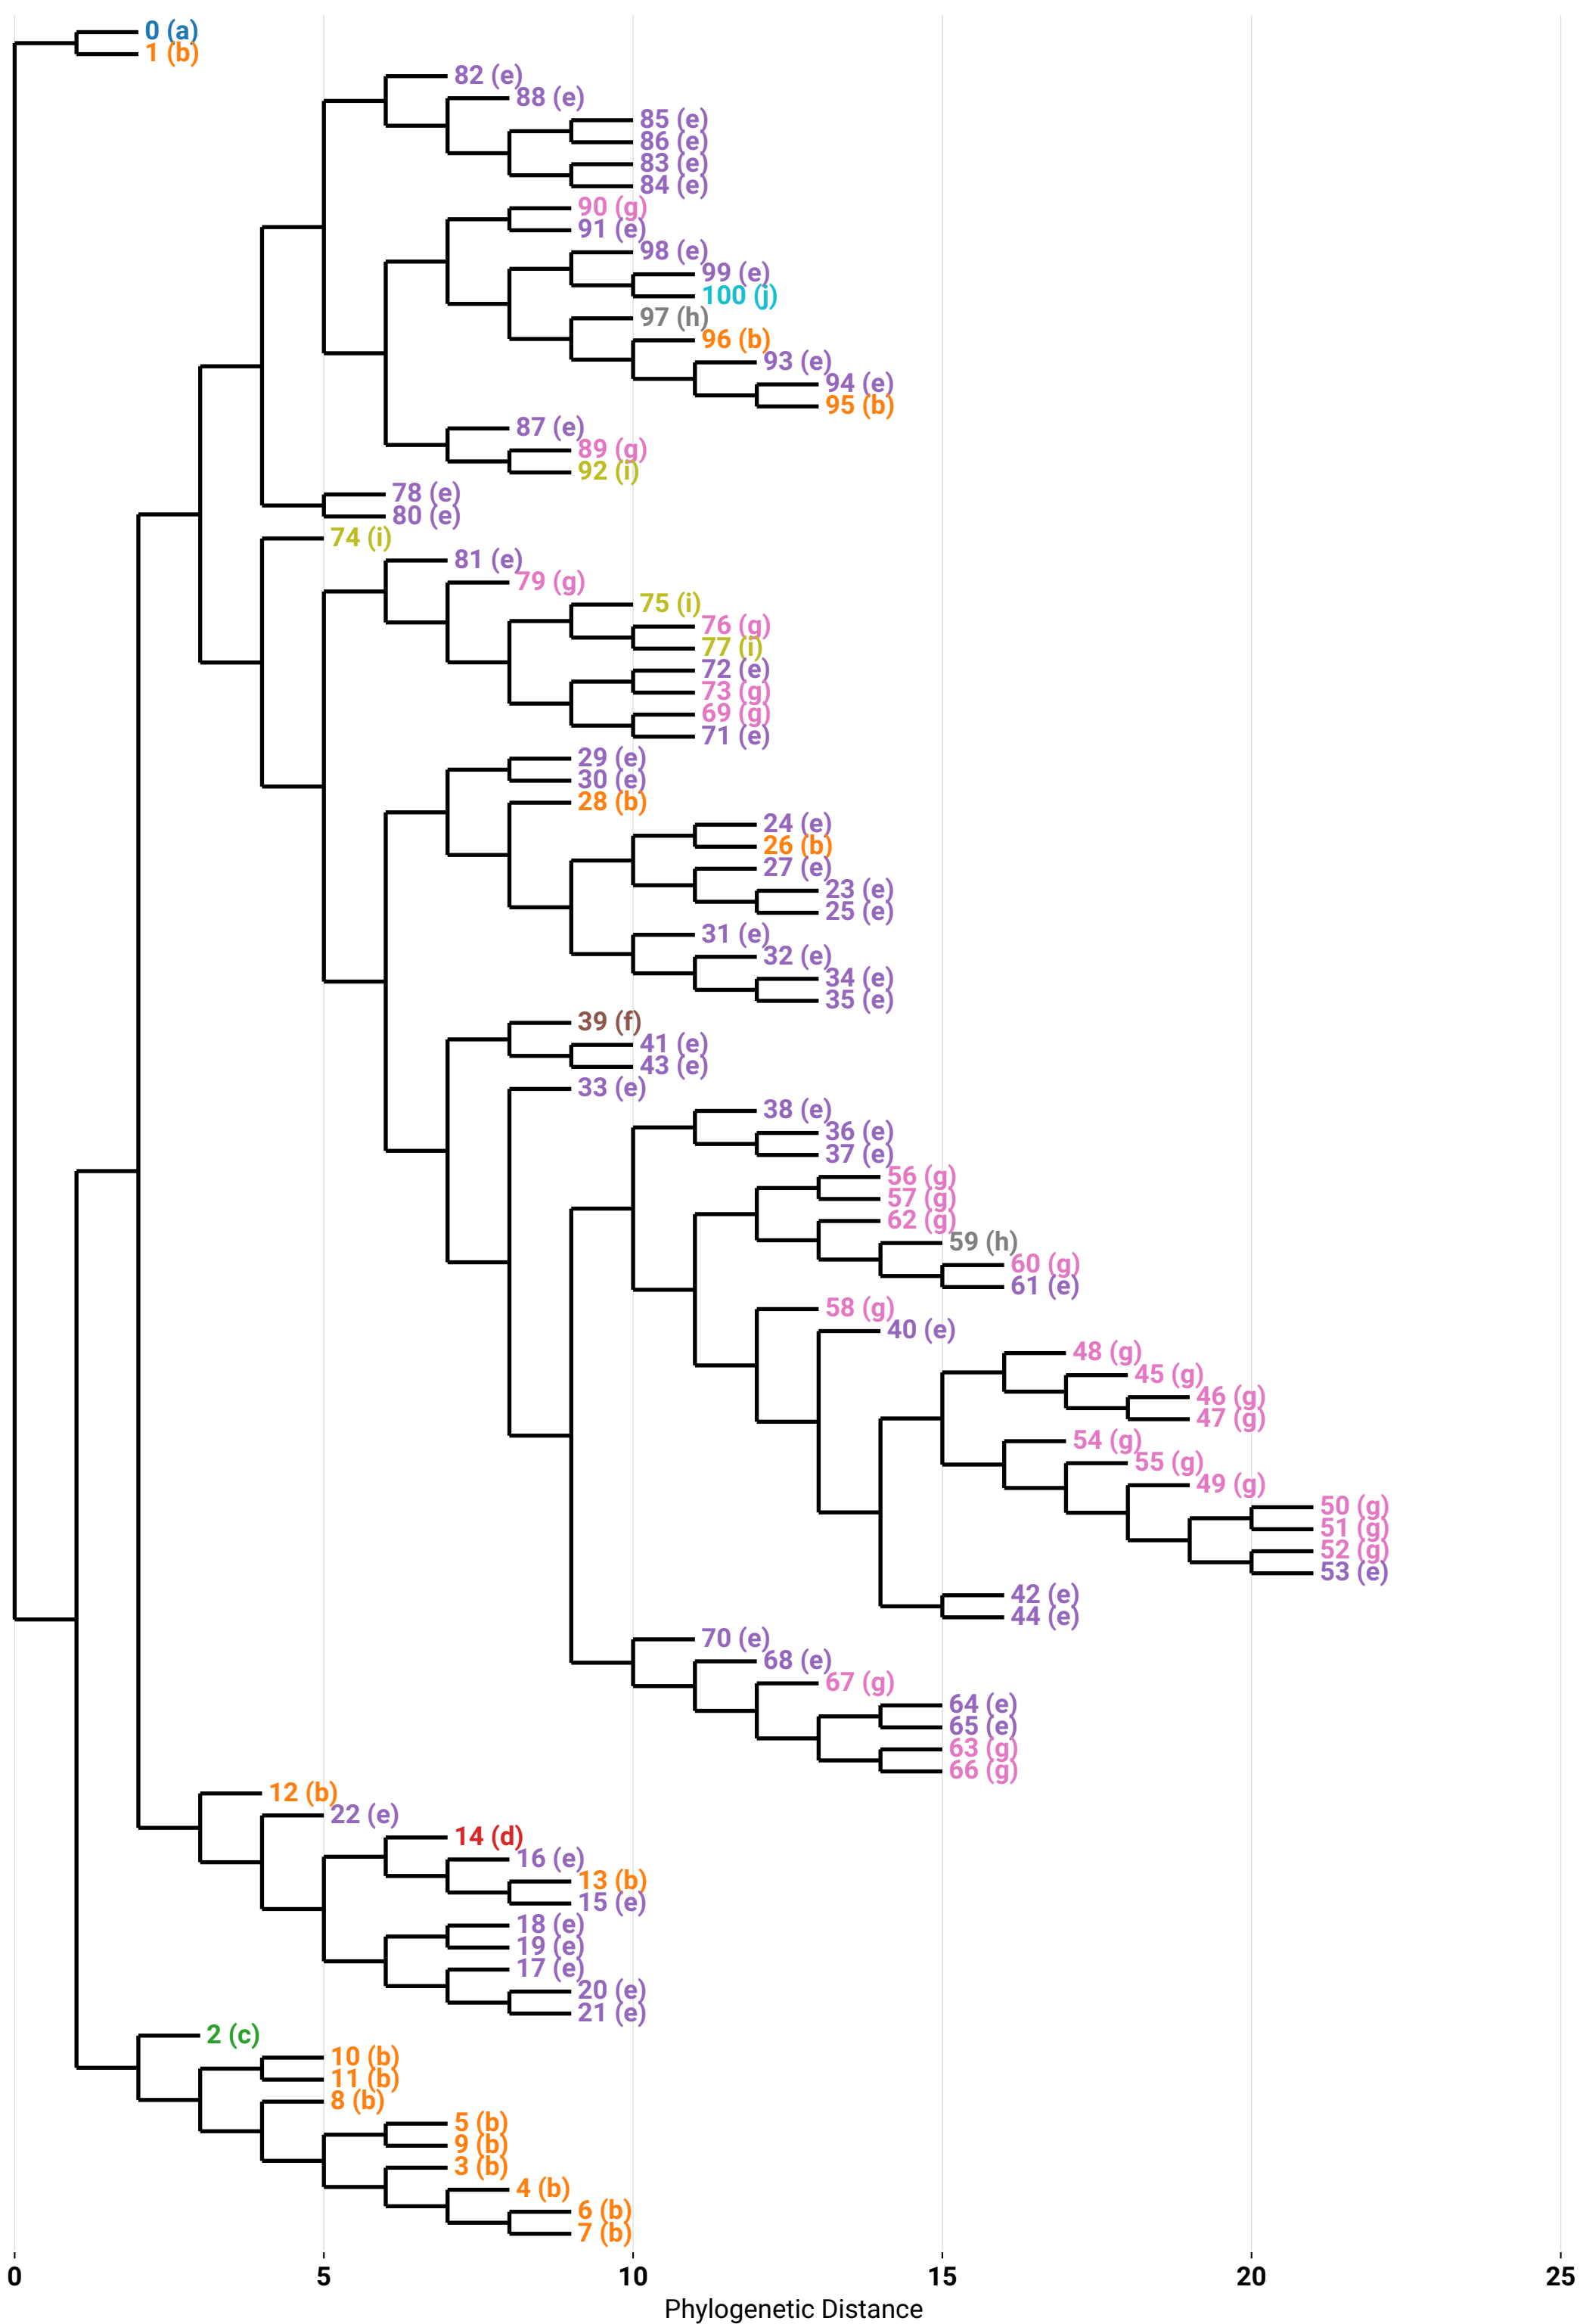 0 (a)
1 (b)
82 (e)
88 (e)
85 (e)
86 (e)
83 (e)
84 (e)
90 (g)
91 (e)
98 (e)
99 (e)
100 (j)
97 (h)
96 (b)
93 (e)
94 (e)
95 (b)
87 (e)
89 (g)
92 (i)
78 (e)
80 (e)
74 (i)
81 (e)
79 (g)
75 (i)
76 (g)
77 (i)
72 (e)
73 (g)
69 (g)
71 (e)
29 (e)
30 (e)
28 (b)
24 (e)
26 (b)
27 (e)
23 (e)
25 (e)
31 (e)
32 (e)
34 (e)
35 (e)
39 (f)
41 (e)
43 (e)
33 (e)
38 (e)
36 (e)
37 (e)
56 (g)
57 (g)
62 (g)
59 (h)
60 (g)
61 (e)
58 (g)
40 (e)
48 (g)
45 (g)
46 (g)
47 (g)
54 (g)
55 (g)
49 (g)
50 (g)
51 (g)
52 (g)
53 (e)
42 (e)
44 (e)
70 (e)
68 (e)
67 (g)
64 (e)
65 (e)
63 (g)
66 (g)
12 (b)
22 (e)
14 (d)
16 (e)
13 (b)
15 (e)
18 (e)
19 (e)
17 (e)
20 (e)
21 (e)
2 (c)
10 (b)
11 (b)
8 (b)
5 (b)
9 (b)
3 (b)
4 (b)
6 (b)
7 (b)
0 5 10 15 20 25
Phylogenetic Distance